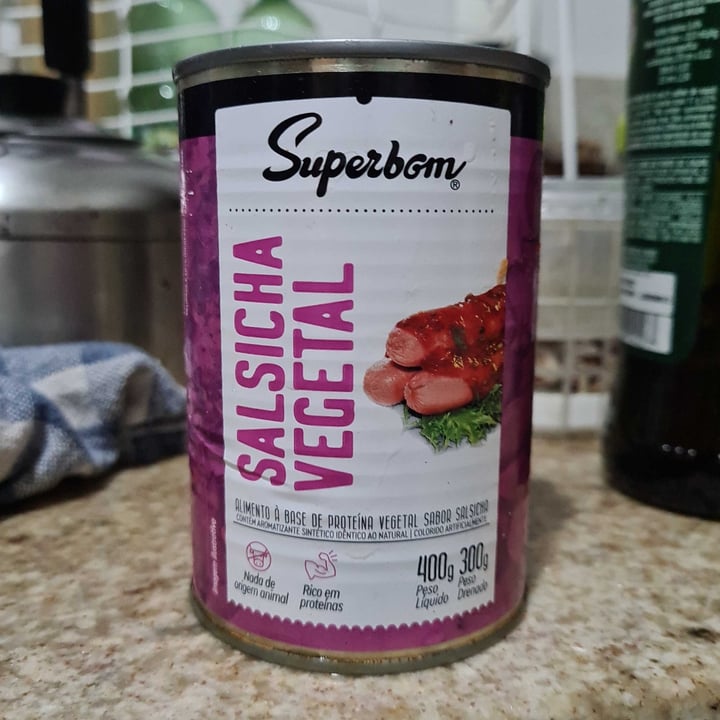 Superbom®
SALSICHA
VEGETAL
ALIMENTO À BASE DE PROTEÍNA VEGETAL SABOR SALSICHA
CONTÉM AROMATIZANTE SINTÉTICO IDÊNTICO AO NATURAL | COLORIDO ARTIFICIALMENTE
Nada de
origem animal
Rico em
proteínas
400g
Peso
Líquido
300g
Peso
Drenado
Imagem ilustrativa